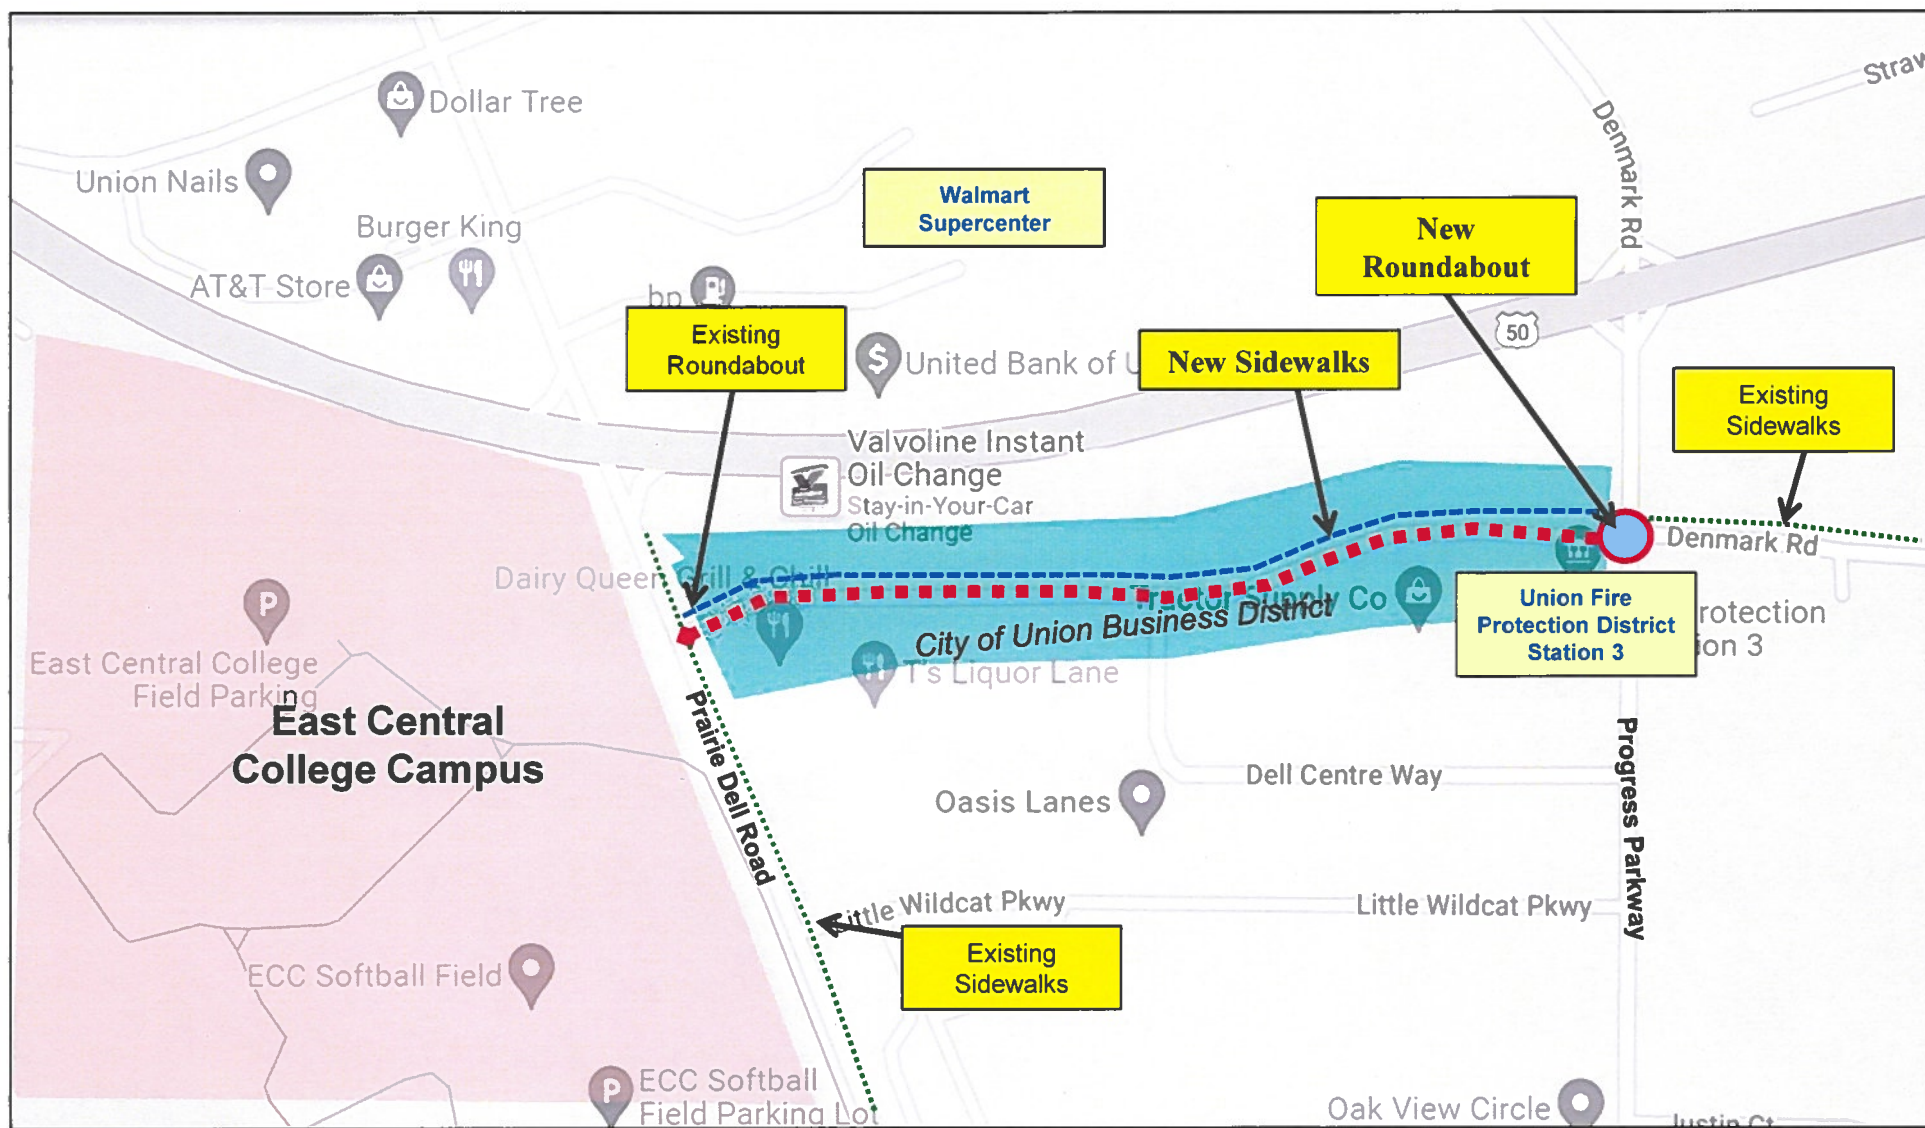 Straw
Dollar Tree
Denmark Rd
Union Nails
Walmart
Supercenter
Burger King
New
Roundabout
AT&T Store
bp
50
Existing
Roundabout
United Bank of U
New Sidewalks
Existing
Sidewalks
Valvoline Instant
Oil Change
Stay-in-Your-Car
Oil Change
Denmark Rd
Dairy Queen Grill & Chill
Tractor Supply Co
City of Union Business District
Union Fire
Protection District
Station 3
rotection
ion 3
P
East Central College
Field Parking
T's Liquor Lane
East Central
College Campus
Prairie Dell Road
Progress Parkway
Dell Centre Way
Oasis Lanes
ittle Wildcat Pkwy
Little Wildcat Pkwy
Existing
Sidewalks
ECC Softball Field
P
ECC Softball
Field Parking Lot
Oak View Circle
Justin Ct